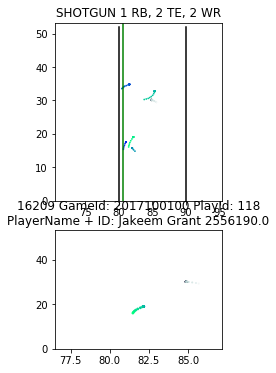 SHOTGUN 1 RB, 2 TE, 2 WR
50
40
30
20
10
0
75 80 85 90 95
16209 GameId: 2017100100 PlayId: 118
PlayerName + ID: Jakeem Grant 2556190.0
40
20
0
77.5 80.0 82.5 85.0